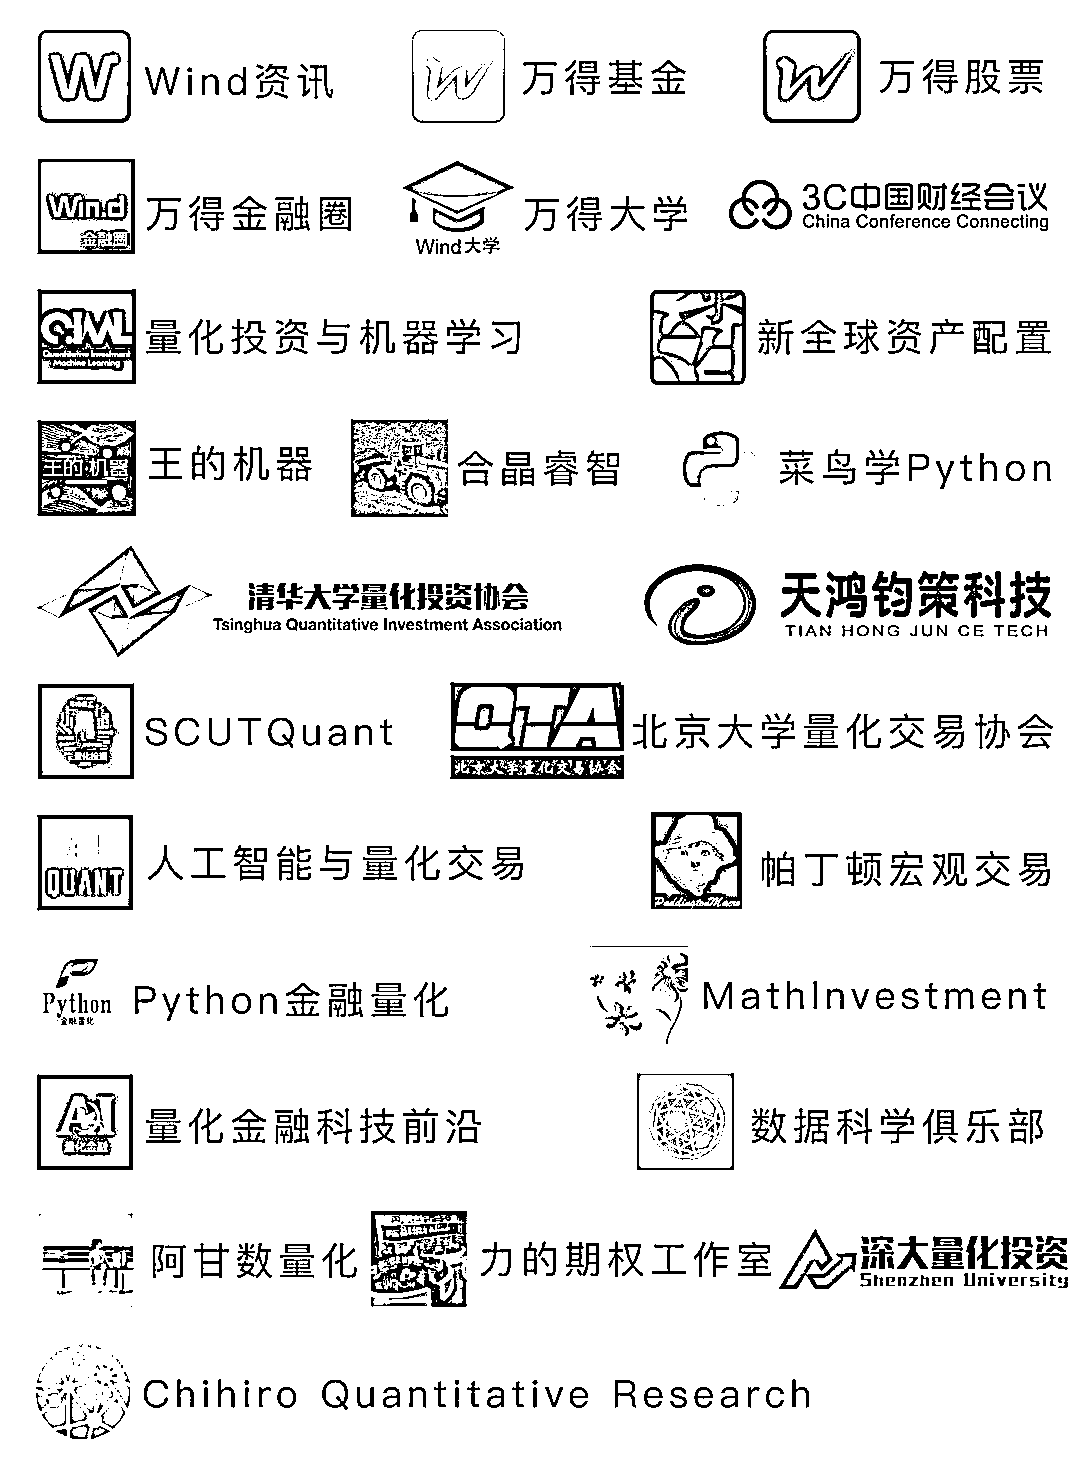 W Wind资讯 万得基金 万得股票
Wind 金融圈 万得金融圈 Wind大学 万得大学 3C中国财经会议
China Conference Connecting
QIML 量化投资与机器学习 新全球资产配置
王的机器 王的机器 合晶睿智 菜鸟学Python
清华大学量化投资协会 天鸿钧策科技
Tsinghua Quantitative Investment Association TIAN HONG JUN CE TECH
SCUTQuant QTA 北京大学量化交易协会
北京大学量化交易协会
QUANT 人工智能与量化交易 帕丁顿宏观交易
PaddingtonMacro
Python 金融量化 Python金融量化 MathInvestment
AI 量化金融科技前沿 数据科学俱乐部
阿甘数量化 力的期权工作室 深大量化投资
Shenzhen University
Chihiro Quantitative Research